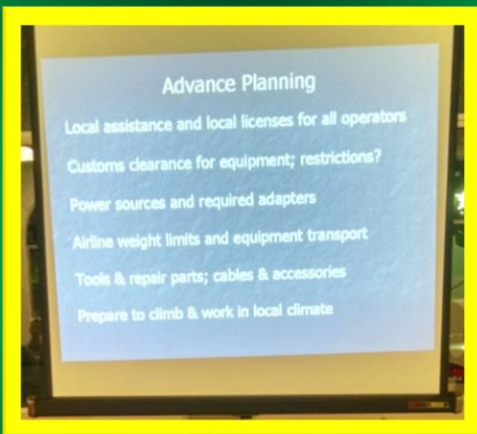 Advance Planning
Local assistance and local licenses for all operators
Customs clearance for equipment; restrictions?
Power sources and required adapters
Airline weight limits and equipment transport
Tools & repair parts; cables & accessories
Prepare to climb & work in local climate